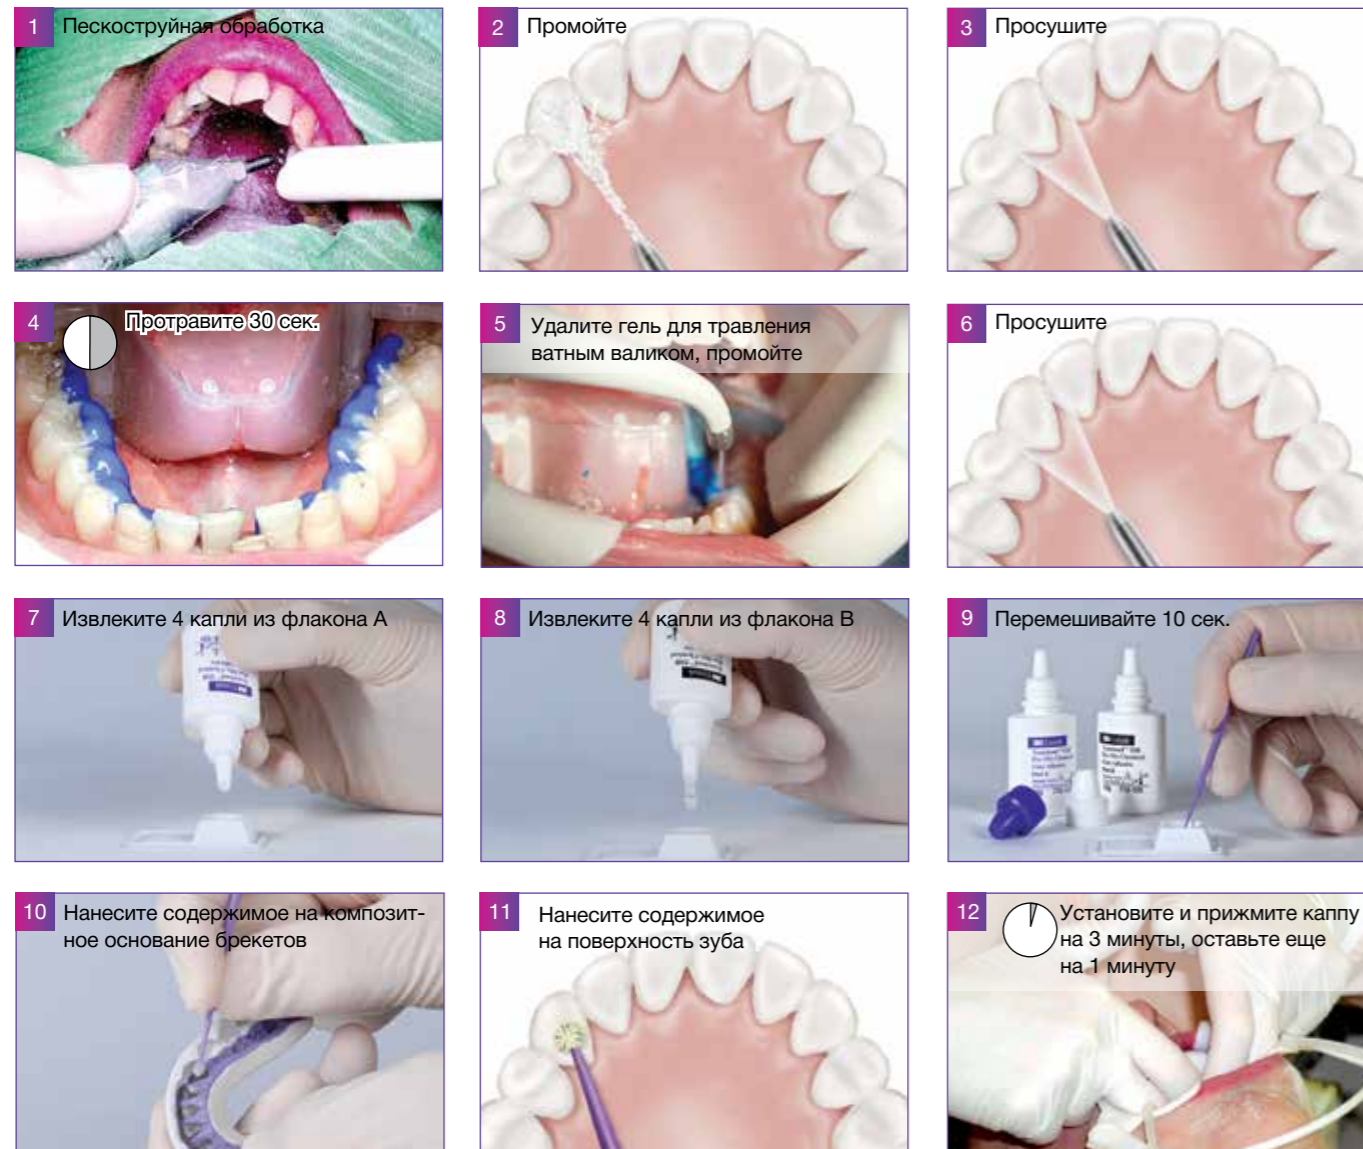 1 Пескоструйная обработка
2 Промойте
3 Просушите
4 Протравите 30 сек.
5 Удалите гель для травления
ватным валиком, промойте
6 Просушите
7 Извлеките 4 капли из флакона А
8 Извлеките 4 капли из флакона В
9 Перемешивайте 10 сек.
10 Нанесите содержимое на композит-
ное основание брекетов
11 Нанесите содержимое
на поверхность зуба
12 Установите и прижмите каппу
на 3 минуты, оставьте еще
на 1 минуту